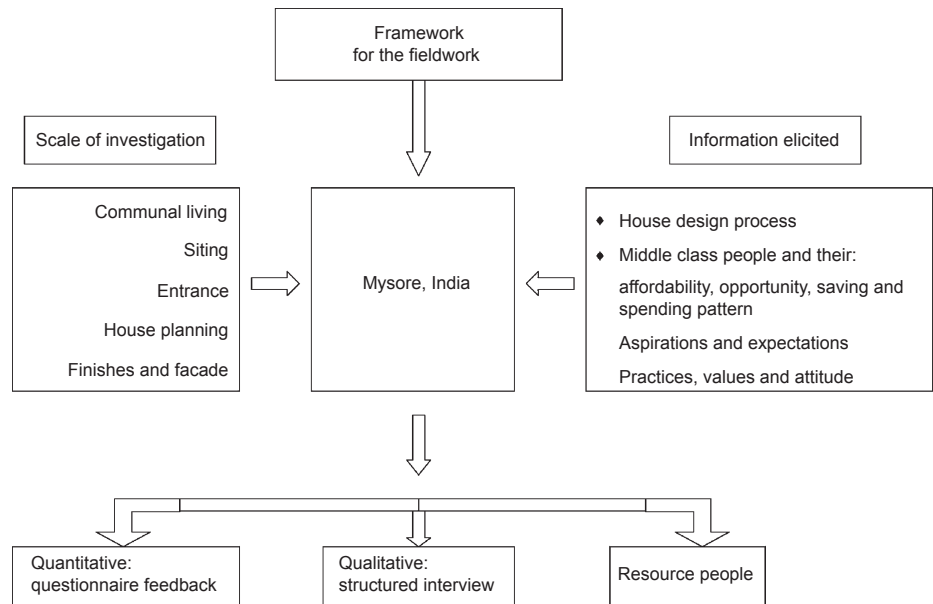 Framework
for the fieldwork
Scale of investigation
Information elicited
Communal living
Siting
Entrance
House planning
Finishes and facade
Mysore, India
♦ House design process
♦ Middle class people and their:
affordability, opportunity, saving and
spending pattern
Aspirations and expectations
Practices, values and attitude
Quantitative:
questionnaire feedback
Qualitative:
structured interview
Resource people